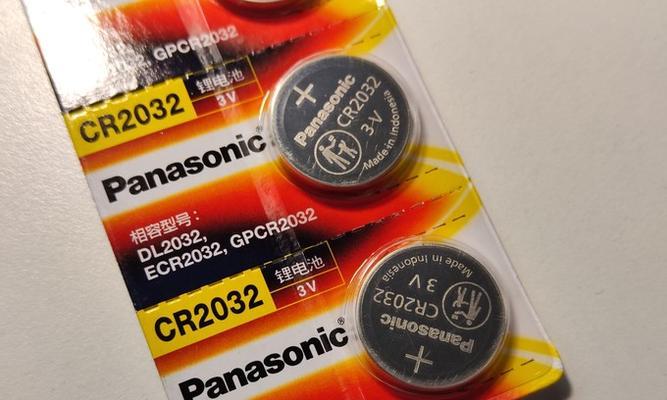 GPCR2032
CR2032
锂电池
3V
Panasonic
+
Panasonic
CR2032
3-V
Made in Indonesia
相容型号：
DL2032,
ECR2032, GPCR2032
CR2032
锂电池
3V
Panasonic®
+
Panasonic
CR2032
3V
Made in Indonesia